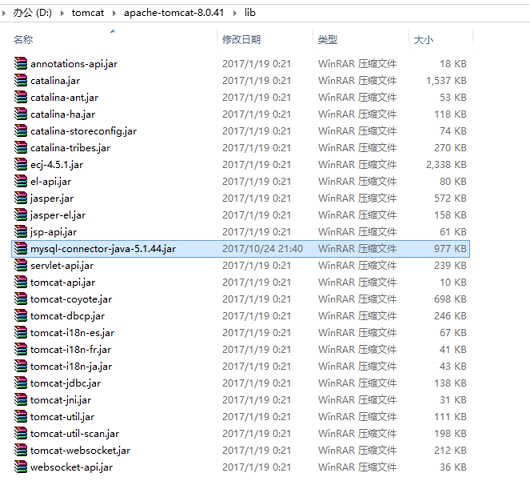 办公 (D:) > tomcat > apache-tomcat-8.0.41 > lib
名称 修改日期 类型 大小
annotations-api.jar 2017/1/19 0:21 WinRAR 压缩文件 18 KB
catalina.jar 2017/1/19 0:21 WinRAR 压缩文件 1,537 KB
catalina-ant.jar 2017/1/19 0:21 WinRAR 压缩文件 53 KB
catalina-ha.jar 2017/1/19 0:21 WinRAR 压缩文件 118 KB
catalina-storeconfig.jar 2017/1/19 0:21 WinRAR 压缩文件 74 KB
catalina-tribes.jar 2017/1/19 0:21 WinRAR 压缩文件 270 KB
ecj-4.5.1.jar 2017/1/19 0:21 WinRAR 压缩文件 2,338 KB
el-api.jar 2017/1/19 0:21 WinRAR 压缩文件 80 KB
jasper.jar 2017/1/19 0:21 WinRAR 压缩文件 572 KB
jasper-el.jar 2017/1/19 0:21 WinRAR 压缩文件 158 KB
jsp-api.jar 2017/1/19 0:21 WinRAR 压缩文件 61 KB
mysql-connector-java-5.1.44.jar 2017/10/24 21:40 WinRAR 压缩文件 977 KB
servlet-api.jar 2017/1/19 0:21 WinRAR 压缩文件 239 KB
tomcat-api.jar 2017/1/19 0:21 WinRAR 压缩文件 10 KB
tomcat-coyote.jar 2017/1/19 0:21 WinRAR 压缩文件 698 KB
tomcat-dbcp.jar 2017/1/19 0:21 WinRAR 压缩文件 246 KB
tomcat-i18n-es.jar 2017/1/19 0:21 WinRAR 压缩文件 67 KB
tomcat-i18n-fr.jar 2017/1/19 0:21 WinRAR 压缩文件 41 KB
tomcat-i18n-ja.jar 2017/1/19 0:21 WinRAR 压缩文件 43 KB
tomcat-jdbc.jar 2017/1/19 0:21 WinRAR 压缩文件 138 KB
tomcat-jni.jar 2017/1/19 0:21 WinRAR 压缩文件 31 KB
tomcat-util.jar 2017/1/19 0:21 WinRAR 压缩文件 111 KB
tomcat-util-scan.jar 2017/1/19 0:21 WinRAR 压缩文件 198 KB
tomcat-websocket.jar 2017/1/19 0:21 WinRAR 压缩文件 212 KB
websocket-api.jar 2017/1/19 0:21 WinRAR 压缩文件 36 KB